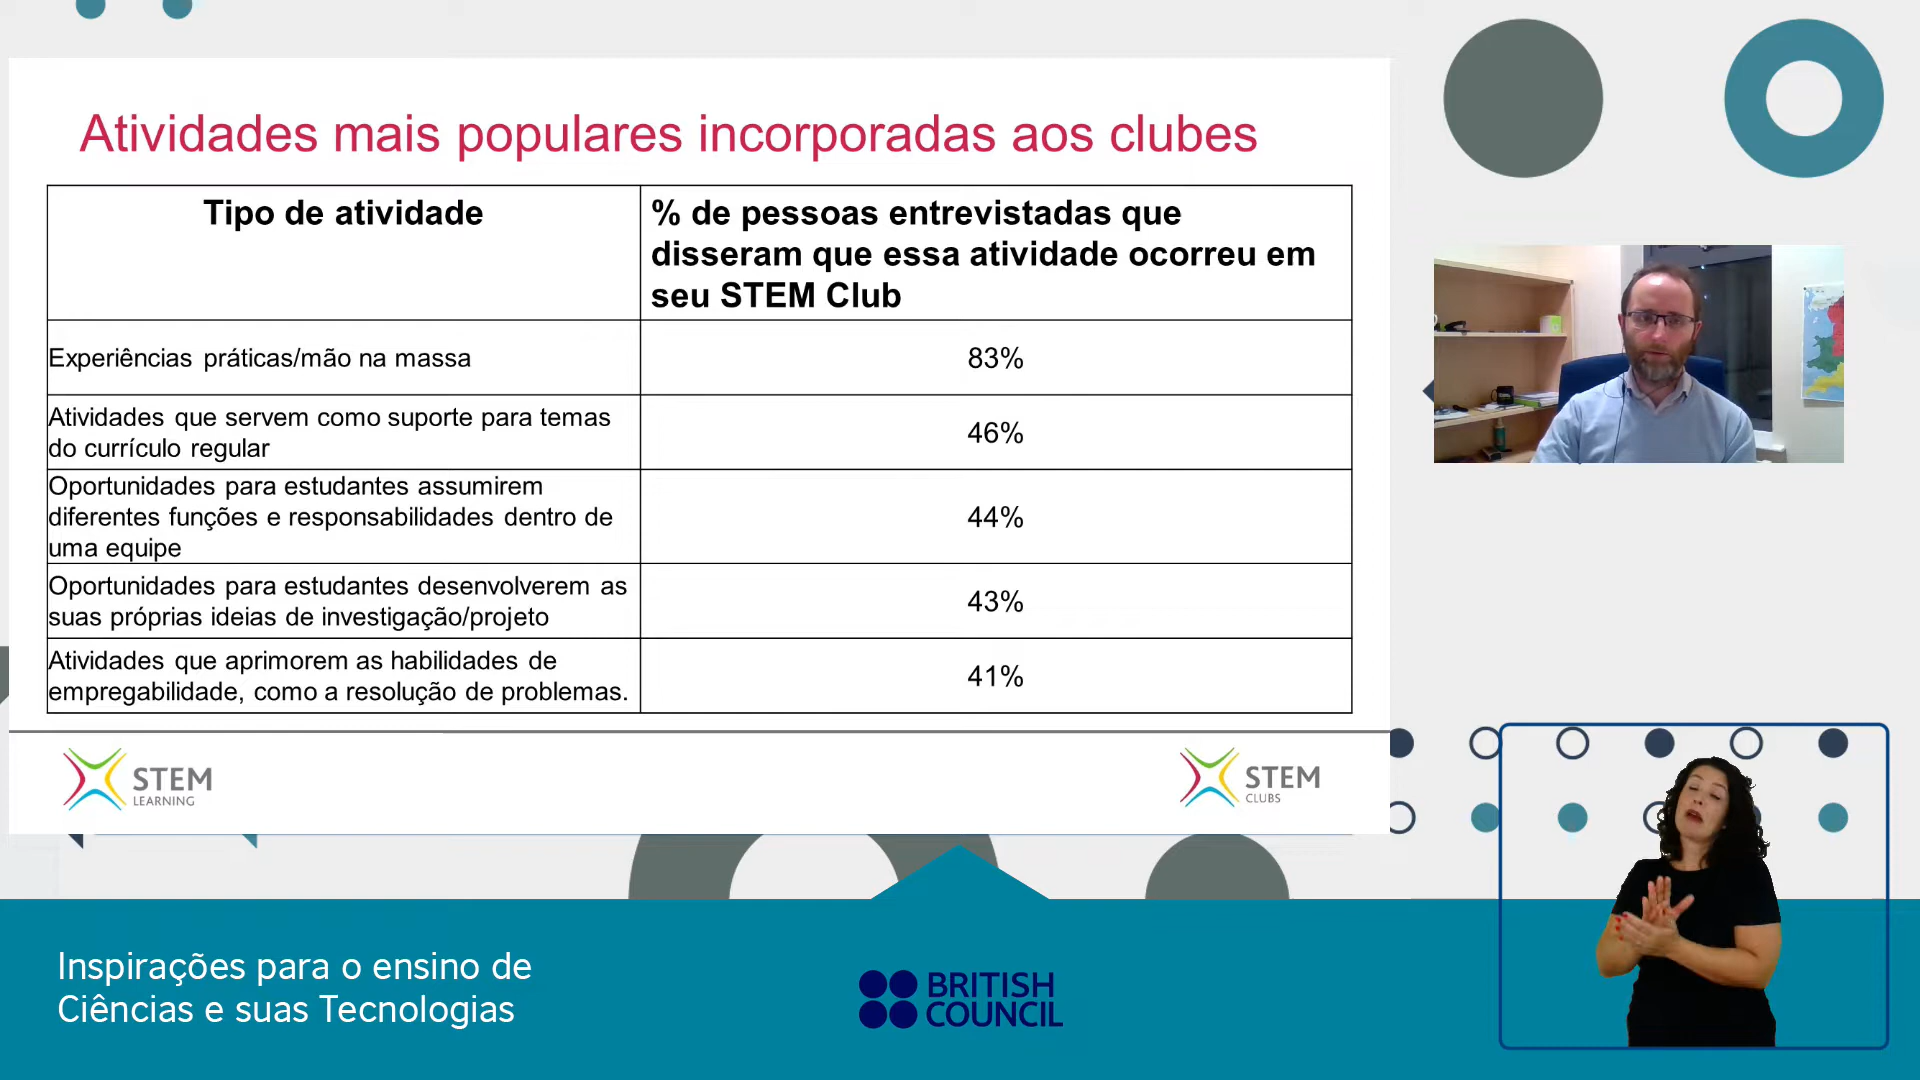 Atividades mais populares incorporadas aos clubes
Tipo de atividade
% de pessoas entrevistadas que
disseram que essa atividade ocorreu em
seu STEM Club
Experiências práticas/mão na massa
83%
Atividades que servem como suporte para temas
do currículo regular
46%
Oportunidades para estudantes assumirem
diferentes funções e responsabilidades dentro de
uma equipe
44%
Oportunidades para estudantes desenvolverem as
suas próprias ideias de investigação/projeto
43%
Atividades que aprimorem as habilidades de
empregabilidade, como a resolução de problemas.
41%
STEM
LEARNING
STEM
CLUBS
Inspirações para o ensino de
Ciências e suas Tecnologias
BRITISH
COUNCIL